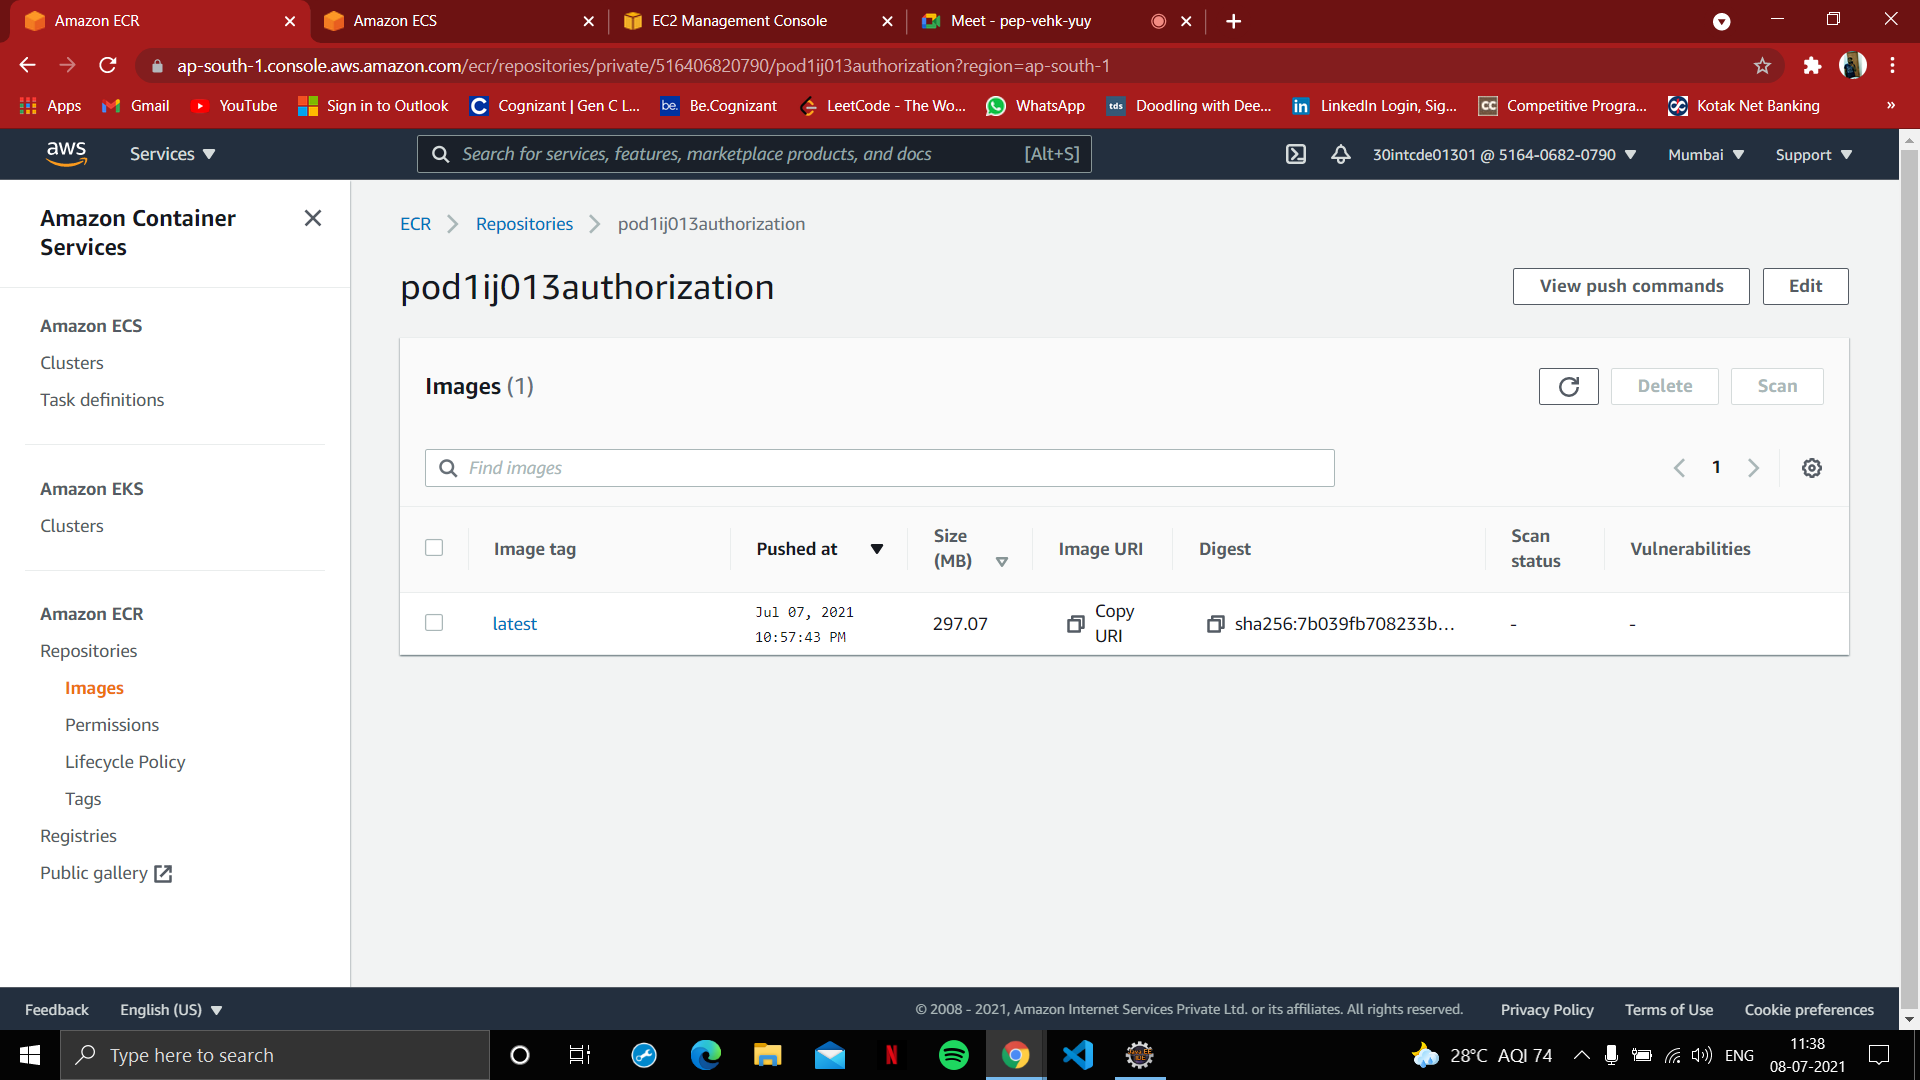 Amazon ECR
Amazon ECS
EC2 Management Console
Meet - pep-vehk-yuy
ap-south-1.console.aws.amazon.com/ecr/repositories/private/516406820790/pod1ij013authorization?region=ap-south-1
Apps
Gmail
YouTube
Sign in to Outlook
C
Cognizant | Gen C L...
be.
Be.Cognizant
LeetCode - The Wo...
WhatsApp
tds
Doodling with Dee...
in
LinkedIn Login, Sig...
CC
Competitive Progra...
Kotak Net Banking
»
aws
Services
Search for services, features, marketplace products, and docs
[Alt+S]
30intcde01301 @ 5164-0682-0790
Mumbai
Support
Amazon Container
Services
Amazon ECS
Clusters
Task definitions
Amazon EKS
Clusters
Amazon ECR
Repositories
Images
Permissions
Lifecycle Policy
Tags
Registries
Public gallery
ECR
Repositories
pod1ij013authorization
pod1ij013authorization
View push commands
Edit
Images (1)
Delete
Scan
Find images
1
Image tag
Pushed at
Size
(MB)
Image URI
Digest
Scan
status
Vulnerabilities
latest
Jul 07, 2021
10:57:43 PM
297.07
Copy
URI
sha256:7b039fb708233b...
-
-
Feedback
English (US)
© 2008 - 2021, Amazon Internet Services Private Ltd. or its affiliates. All rights reserved.
Privacy Policy
Terms of Use
Cookie preferences
Type here to search
N
28°C AQI 74
ENG
11:38
08-07-2021